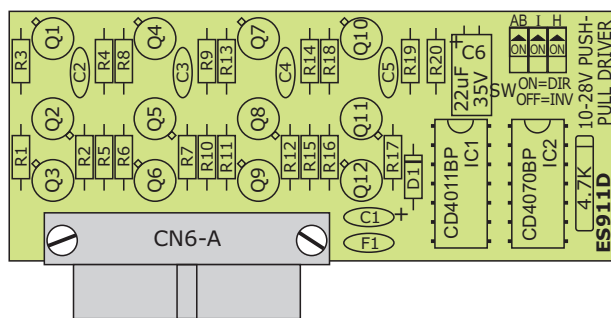 Q1
Q4
Q7
Q10
AB I H
ON ON ON
R3
C2
R4
R8
C3
R9
R13
C4
R14
R18
C5
R19
R20
C6
22uF
35V
SW
ON=DIR
OFF=INV
10-28V PUSH-
PULL DRIVER
Q2
Q5
Q8
Q11
R1
R2
R5
R6
R7
R10
R11
R12
R15
R16
R17
D1
Q3
Q6
Q9
Q12
CD4011BP
IC1
CD4070BP
IC2
4.7K
ES911D
C1
F1
CN6-A